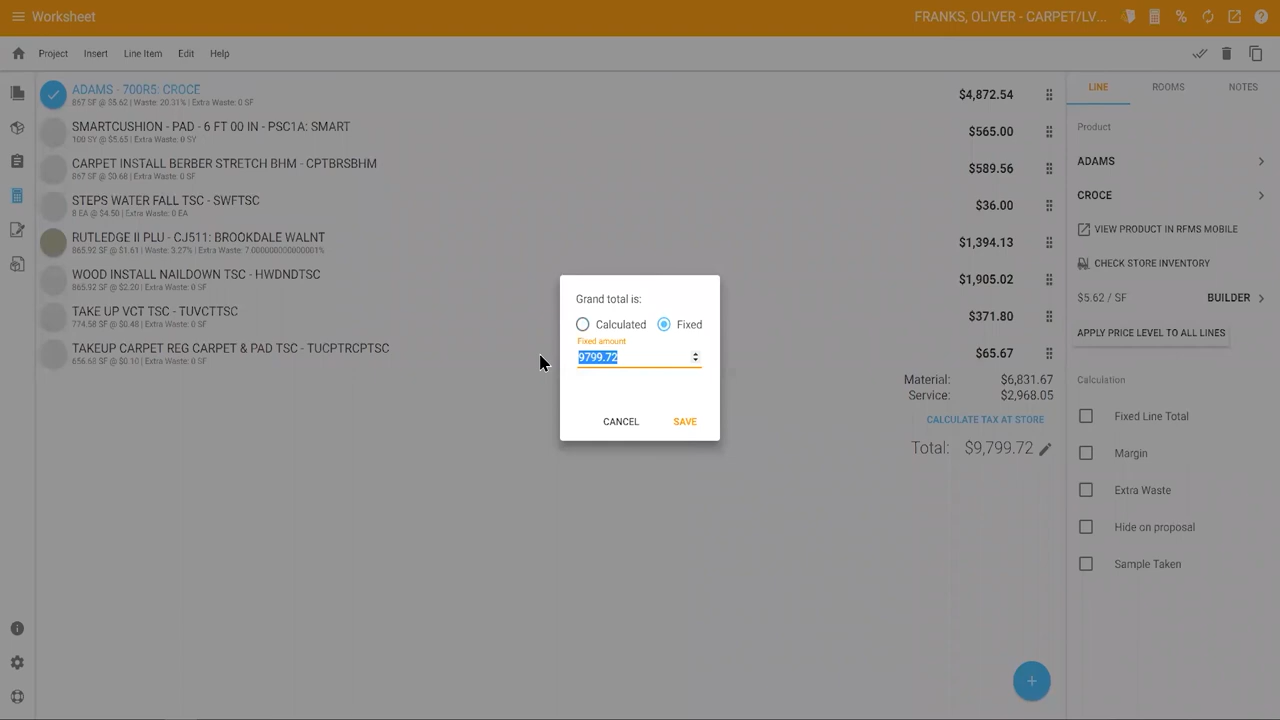 Worksheet
FRANKS, OLIVER - CARPET/LV...
Project Insert Line Item Edit Help
ADAMS - 700R5: CROCE
867 SF @ $5.62 | Waste: 20.31% | Extra Waste: 0 SF
$4,872.54
SMARTCUSHION - PAD - 6 FT 00 IN - PSC1A: SMART
100 SY @ $5.65 | Extra Waste: 0 SY
$565.00
CARPET INSTALL BERBER STRETCH BHM - CPTBRSBHM
867 SF @ $0.68 | Extra Waste: 0 SF
$589.56
STEPS WATER FALL TSC - SWFTSC
8 EA @ $4.50 | Extra Waste: 0 EA
$36.00
RUTLEDGE II PLU - CJ511: BROOKDALE WALNT
865.92 SF @ $1.61 | Waste: 3.27% | Extra Waste: 7.000000000000001%
$1,394.13
WOOD INSTALL NAILDOWN TSC - HWDNDTSC
865.92 SF @ $2.20 | Extra Waste: 0 SF
$1,905.02
TAKE UP VCT TSC - TUVCTTSC
774.58 SF @ $0.48 | Extra Waste: 0 SF
$371.80
TAKEUP CARPET REG CARPET & PAD TSC - TUCPTRCPTSC
656.68 SF @ $0.10 | Extra Waste: 0 SF
$65.67
Material: $6,831.67
Service: $2,968.05
CALCULATE TAX AT STORE
Total: $9,799.72
Grand total is:
Calculated Fixed
Fixed amount
9799.72
CANCEL SAVE
LINE ROOMS NOTES
Product
ADAMS
CROCE
VIEW PRODUCT IN RFMS MOBILE
CHECK STORE INVENTORY
$5.62 / SF BUILDER
APPLY PRICE LEVEL TO ALL LINES
Calculation
Fixed Line Total
Margin
Extra Waste
Hide on proposal
Sample Taken